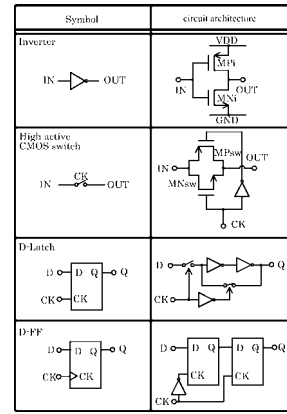 Symbol circuit architecture
Inverter
VDD
MPi
IN OUT
IN OUT
MNi
GND
High active
CMOS switch
MPsw
CK
IN OUT
IN OUT
MNsw
CK
D-Latch
D D Q Q
CK CK
D Q
CK
D-FF
D D Q Q
CK CK
D D Q D Q Q
CK CK
CK